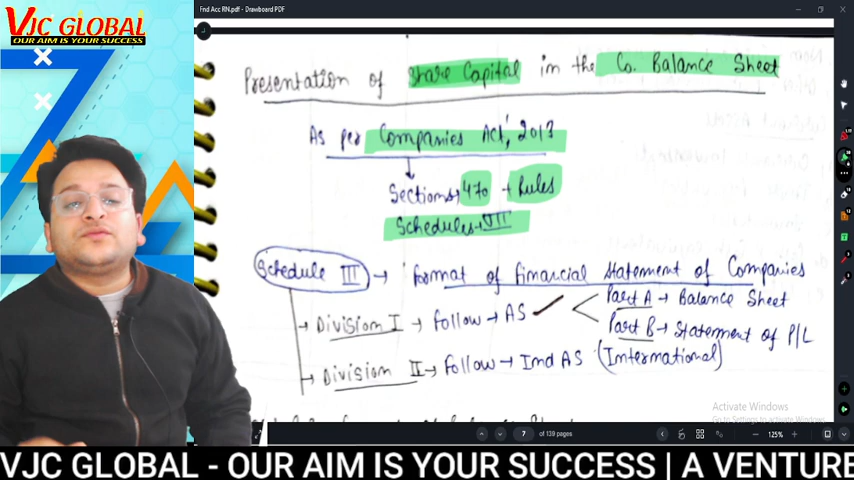 VJC GLOBAL
OUR AIM IS YOUR SUCCESS
Fnd Acc RN.pdf - Drawboard PDF
Presentation of Share Capital in the Co. Balance Sheet
As per Companies Act, 2013
Sections → 470 + Rules
Schedules → VII
Schedule III → Format of Financial Statement of Companies
→ Division I → Follow → AS
Part A → Balance Sheet
Part B → Statement of P/L
→ Division II → Follow → Ind AS (International)
Activate Windows
Go to Settings to activate Windows.
7 of 139 pages
125%
VJC GLOBAL - OUR AIM IS YOUR SUCCESS | A VENTURE